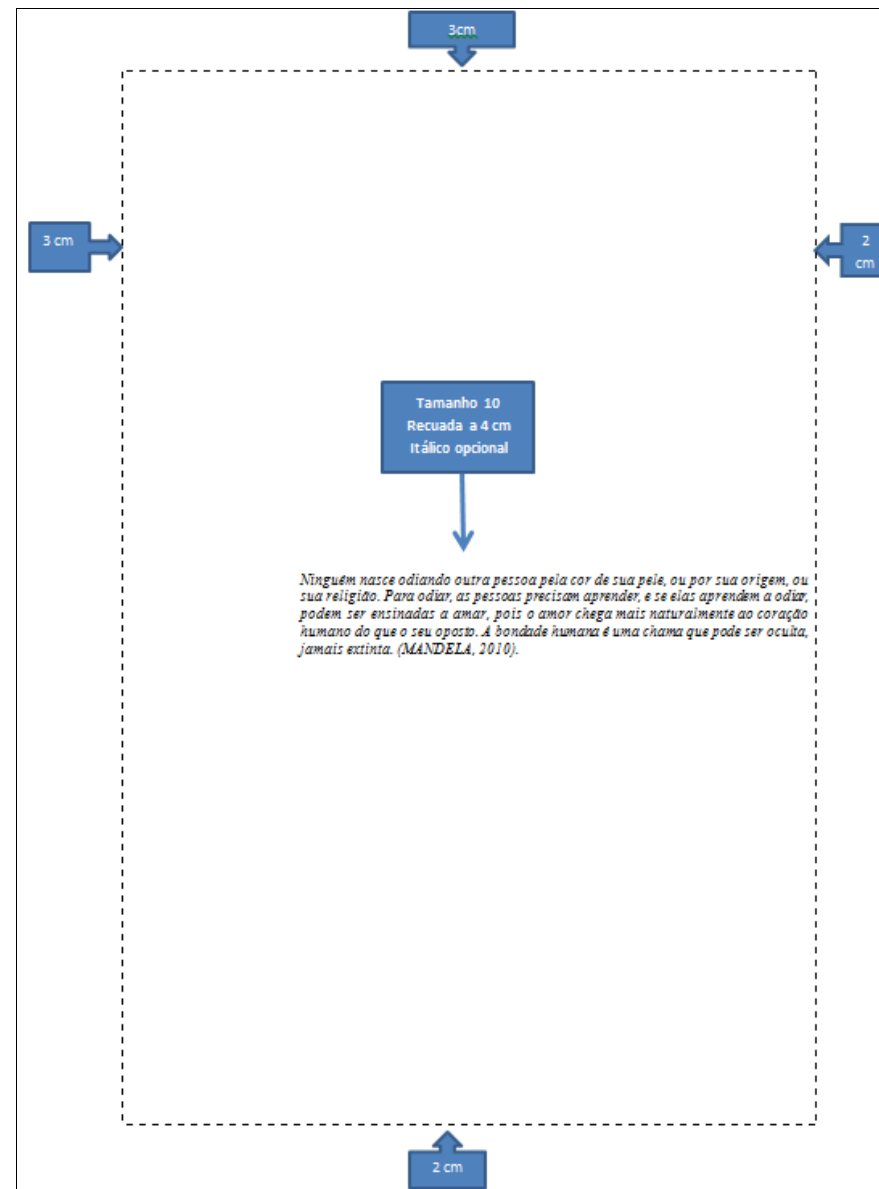 3cm
3 cm
2
cm
Tamanho 10
Recuada a 4 cm
Itálico opcional
Ninguém nasce odiando outra pessoa pela cor de sua pele, ou por sua origem, ou
sua religião. Para odiar, as pessoas precisam aprender, e se elas aprendem a odiar,
podem ser ensinadas a amar, pois o amor chega mais naturalmente ao coração
humano do que o seu oposto. A bondade humana é uma chama que pode ser oculta,
jamais extinta. (MANDELA, 2010).
2 cm